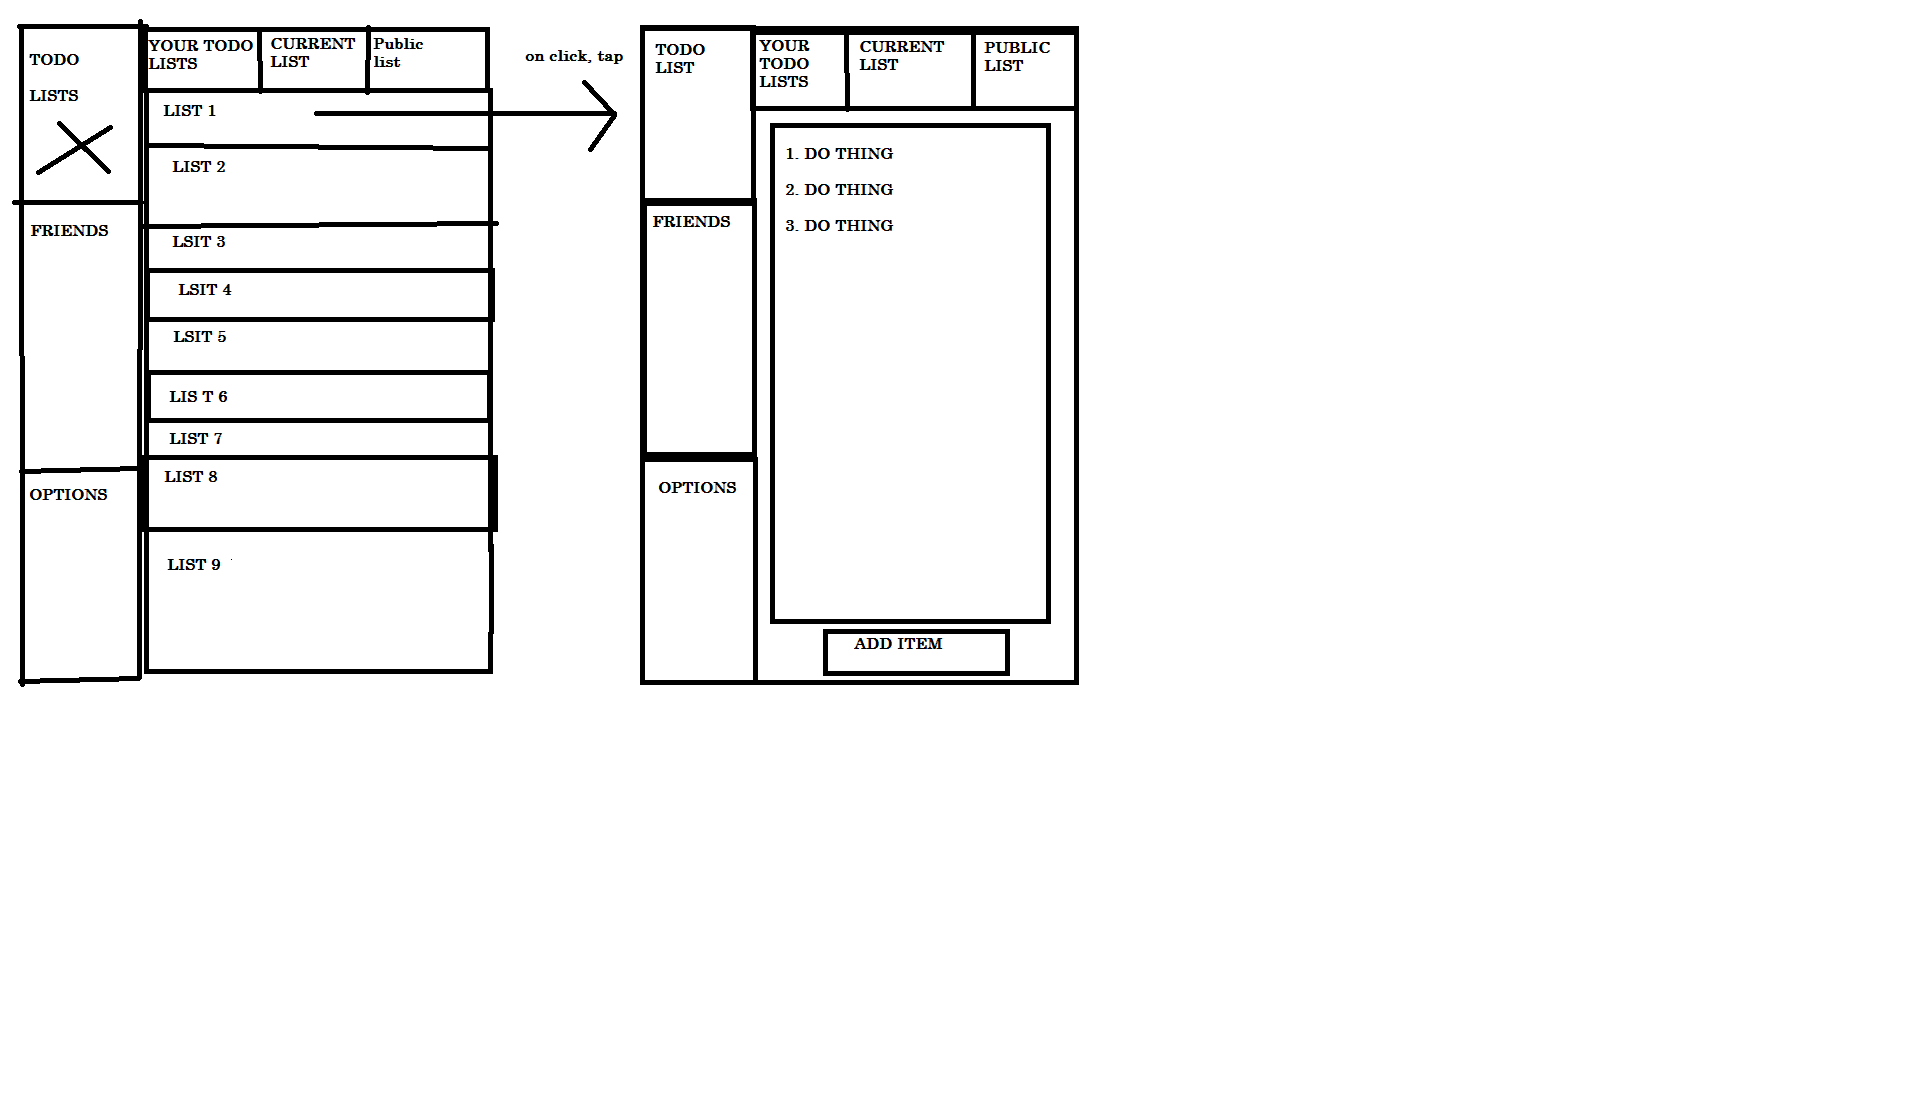 TODO
LISTS
FRIENDS
OPTIONS
YOUR TODO
LISTS
CURRENT
LIST
Public
list
LIST 1
LIST 2
LSIT 3
LSIT 4
LSIT 5
LIS T 6
LIST 7
LIST 8
LIST 9
on click, tap
TODO
LIST
FRIENDS
OPTIONS
YOUR
TODO
LISTS
CURRENT
LIST
PUBLIC
LIST
1. DO THING
2. DO THING
3. DO THING
ADD ITEM